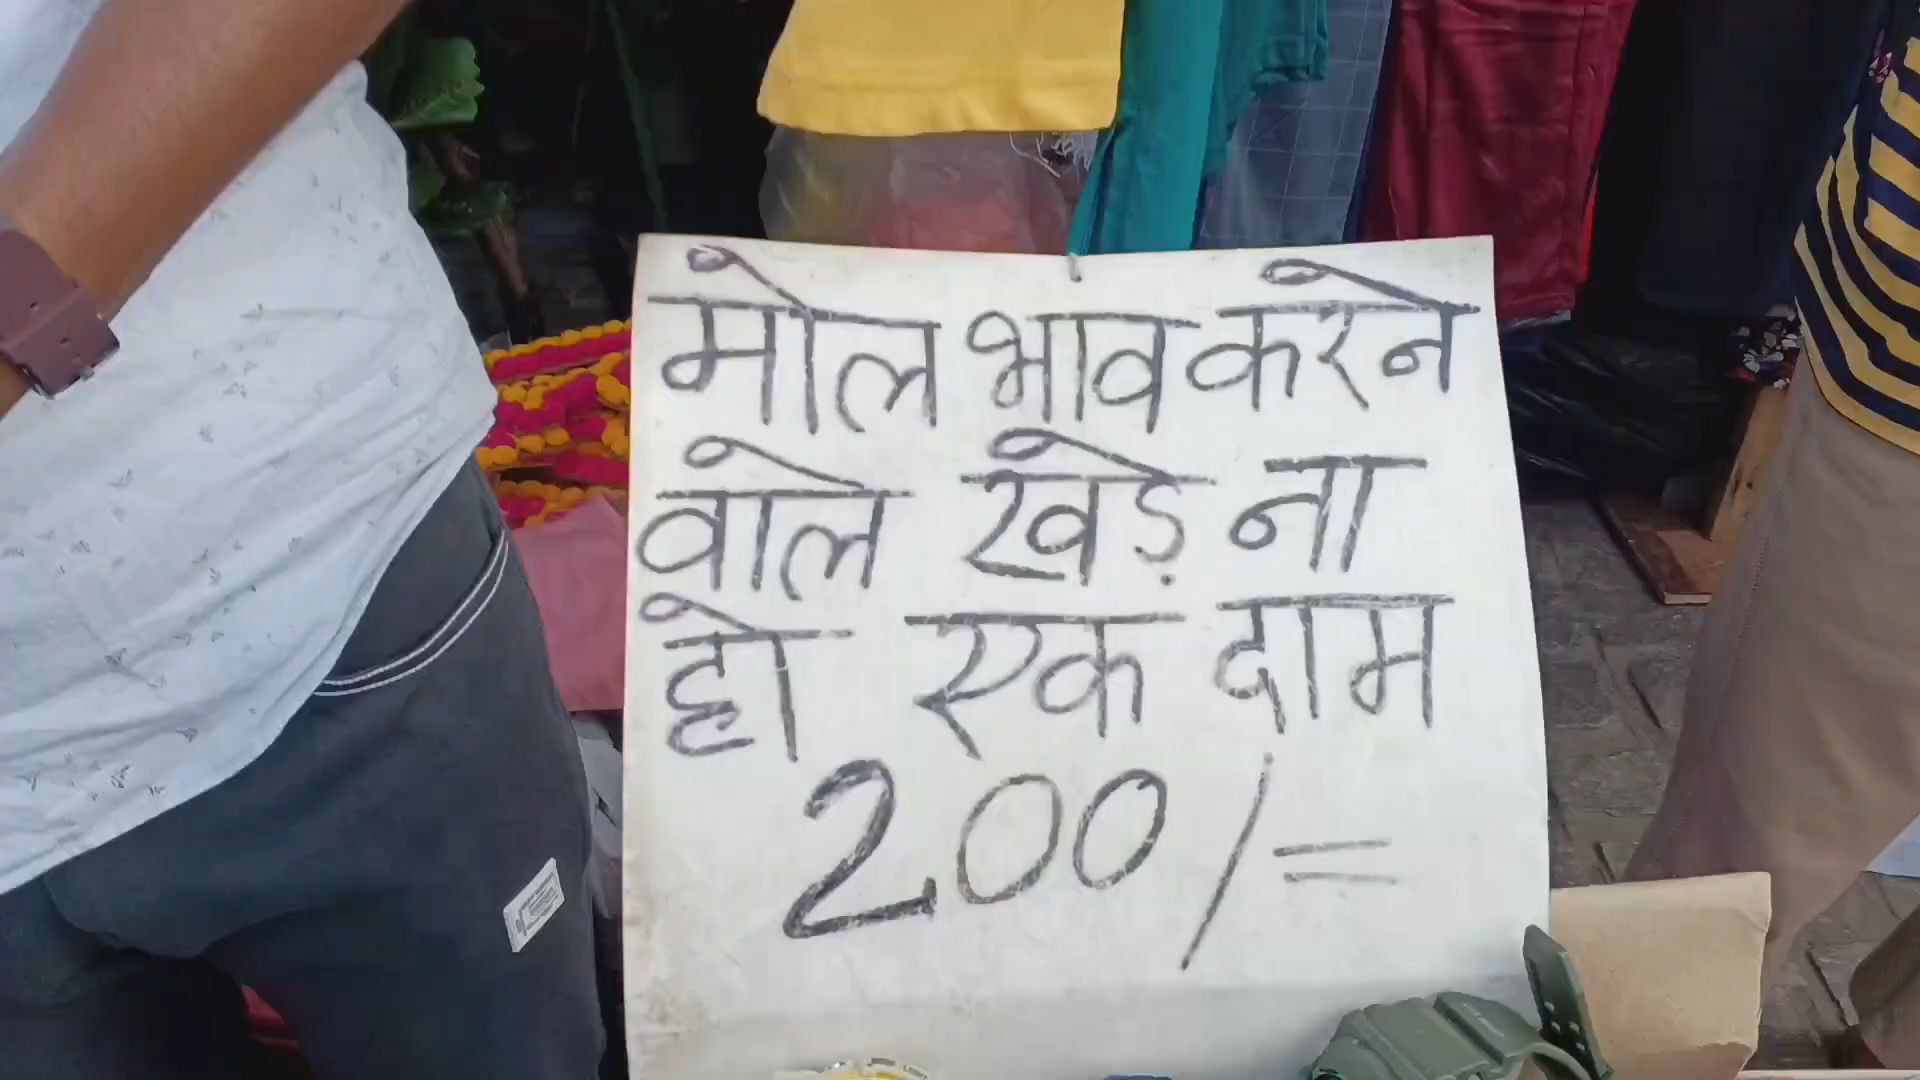 मोल भाव करने
वाले खड़े ना
हो एक दाम
200/=